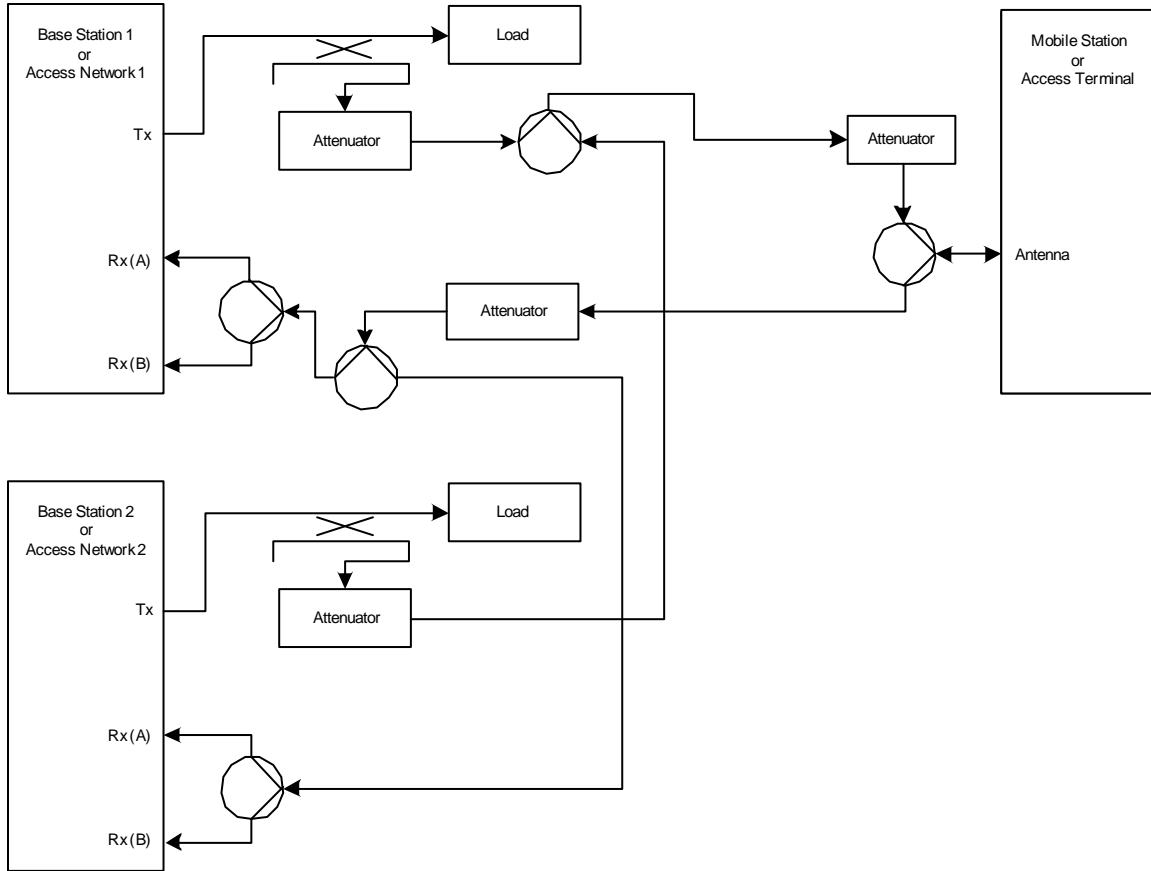 Base Station 1
or
Access Network 1
Tx
Rx(A)
Rx(B)
Load
Attenuator
Attenuator
Attenuator
Mobile Station
or
Access Terminal
Antenna
Base Station 2
or
Access Network 2
Tx
Rx(A)
Rx(B)
Load
Attenuator